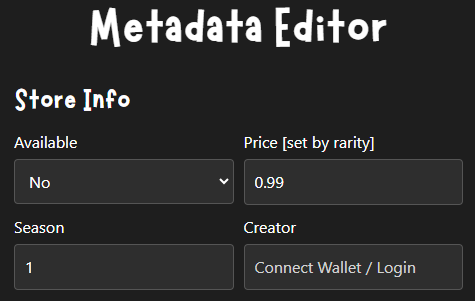 Metadata Editor
Store Info
Available
Price [set by rarity]
No
0.99
Season
Creator
1
Connect Wallet / Login